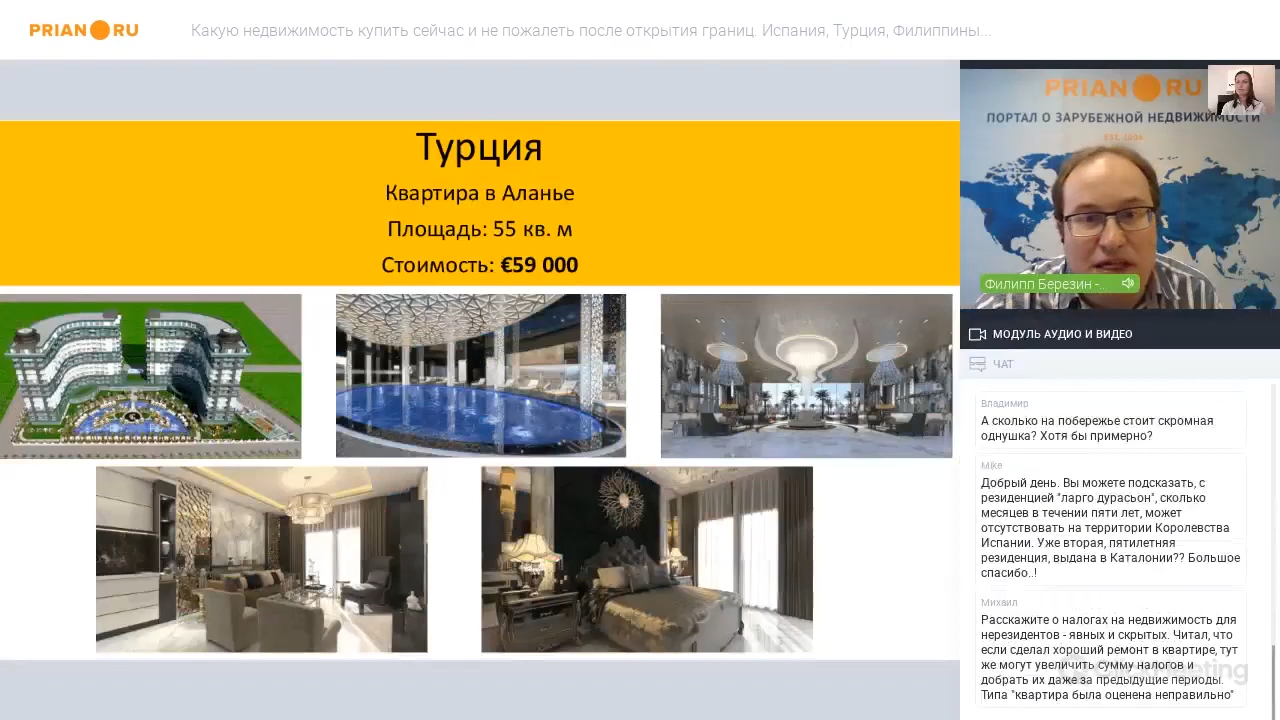 PRIAN RU
Какую недвижимость купить сейчас и не пожалеть после открытия границ. Испания, Турция, Филиппины...
Турция
Квартира в Аланье
Площадь: 55 кв. м
Стоимость: €59 000
PRIAN RU
ПОРТАЛ О ЗАРУБЕЖНОЙ НЕДВИЖИМОСТИ
EST. 1994
Филипп Березин -...
МОДУЛЬ АУДИО И ВИДЕО
ЧАТ
Владимир
А сколько на побережье стоит скромная
однушка? Хотя бы примерно?
Mike
Добрый день. Вы можете подсказать, с
резиденцией "ларго дурасьон", сколько
месяцев в течении пяти лет, может
отсутствовать на территории Королевства
Испании. Уже вторая, пятилетняя
резиденция, выдана в Каталонии?? Большое
спасибо..!
Михаил
Расскажите о налогах на недвижимость для
нерезидентов - явных и скрытых. Читал, что
если сделал хороший ремонт в квартире, тут
же могут увеличить сумму налогов и
добрать их даже за предыдущие периоды.
Типа "квартира была оценена неправильно"